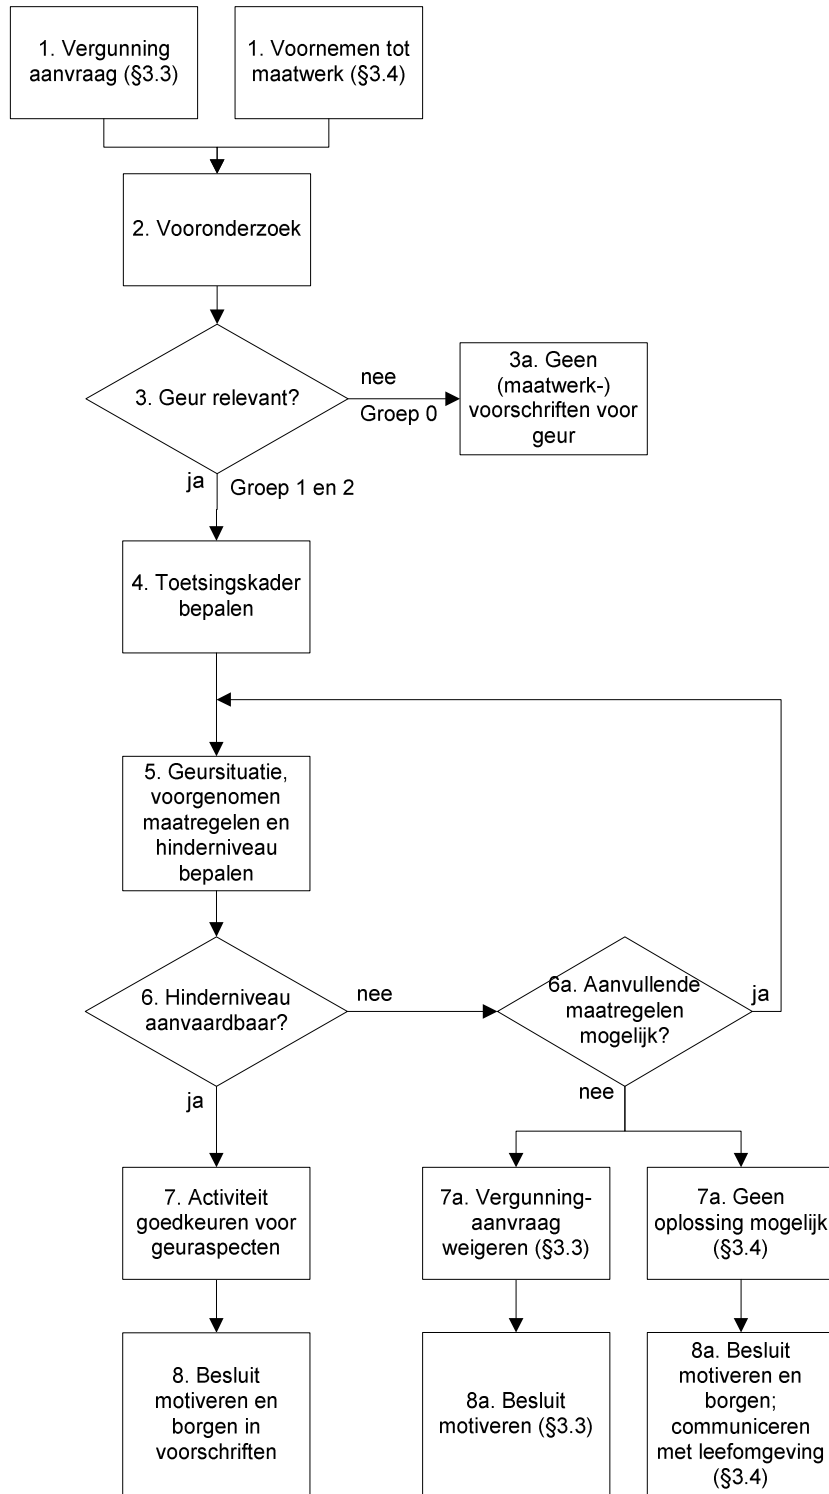 1. Vergunning
aanvraag (§3.3)
1. Voornemen tot
maatwerk (§3.4)
2. Vooronderzoek
3. Geur relevant?
nee
Groep 0
3a. Geen
(maatwerk-)
voorschriften voor
geur
ja
Groep 1 en 2
4. Toetsingskader
bepalen
5. Geursituatie,
voorgenomen
maatregelen en
hinderniveau
bepalen
6. Hinderniveau
aanvaardbaar?
nee
6a. Aanvullende
maatregelen
mogelijk?
ja
ja
nee
7. Activiteit
goedkeuren voor
geuraspecten
7a. Vergunning-
aanvraag
weigeren (§3.3)
7a. Geen
oplossing mogelijk
(§3.4)
8. Besluit
motiveren en
borgen in
voorschriften
8a. Besluit
motiveren (§3.3)
8a. Besluit
motiveren en
borgen;
communiceren
met leefomgeving
(§3.4)